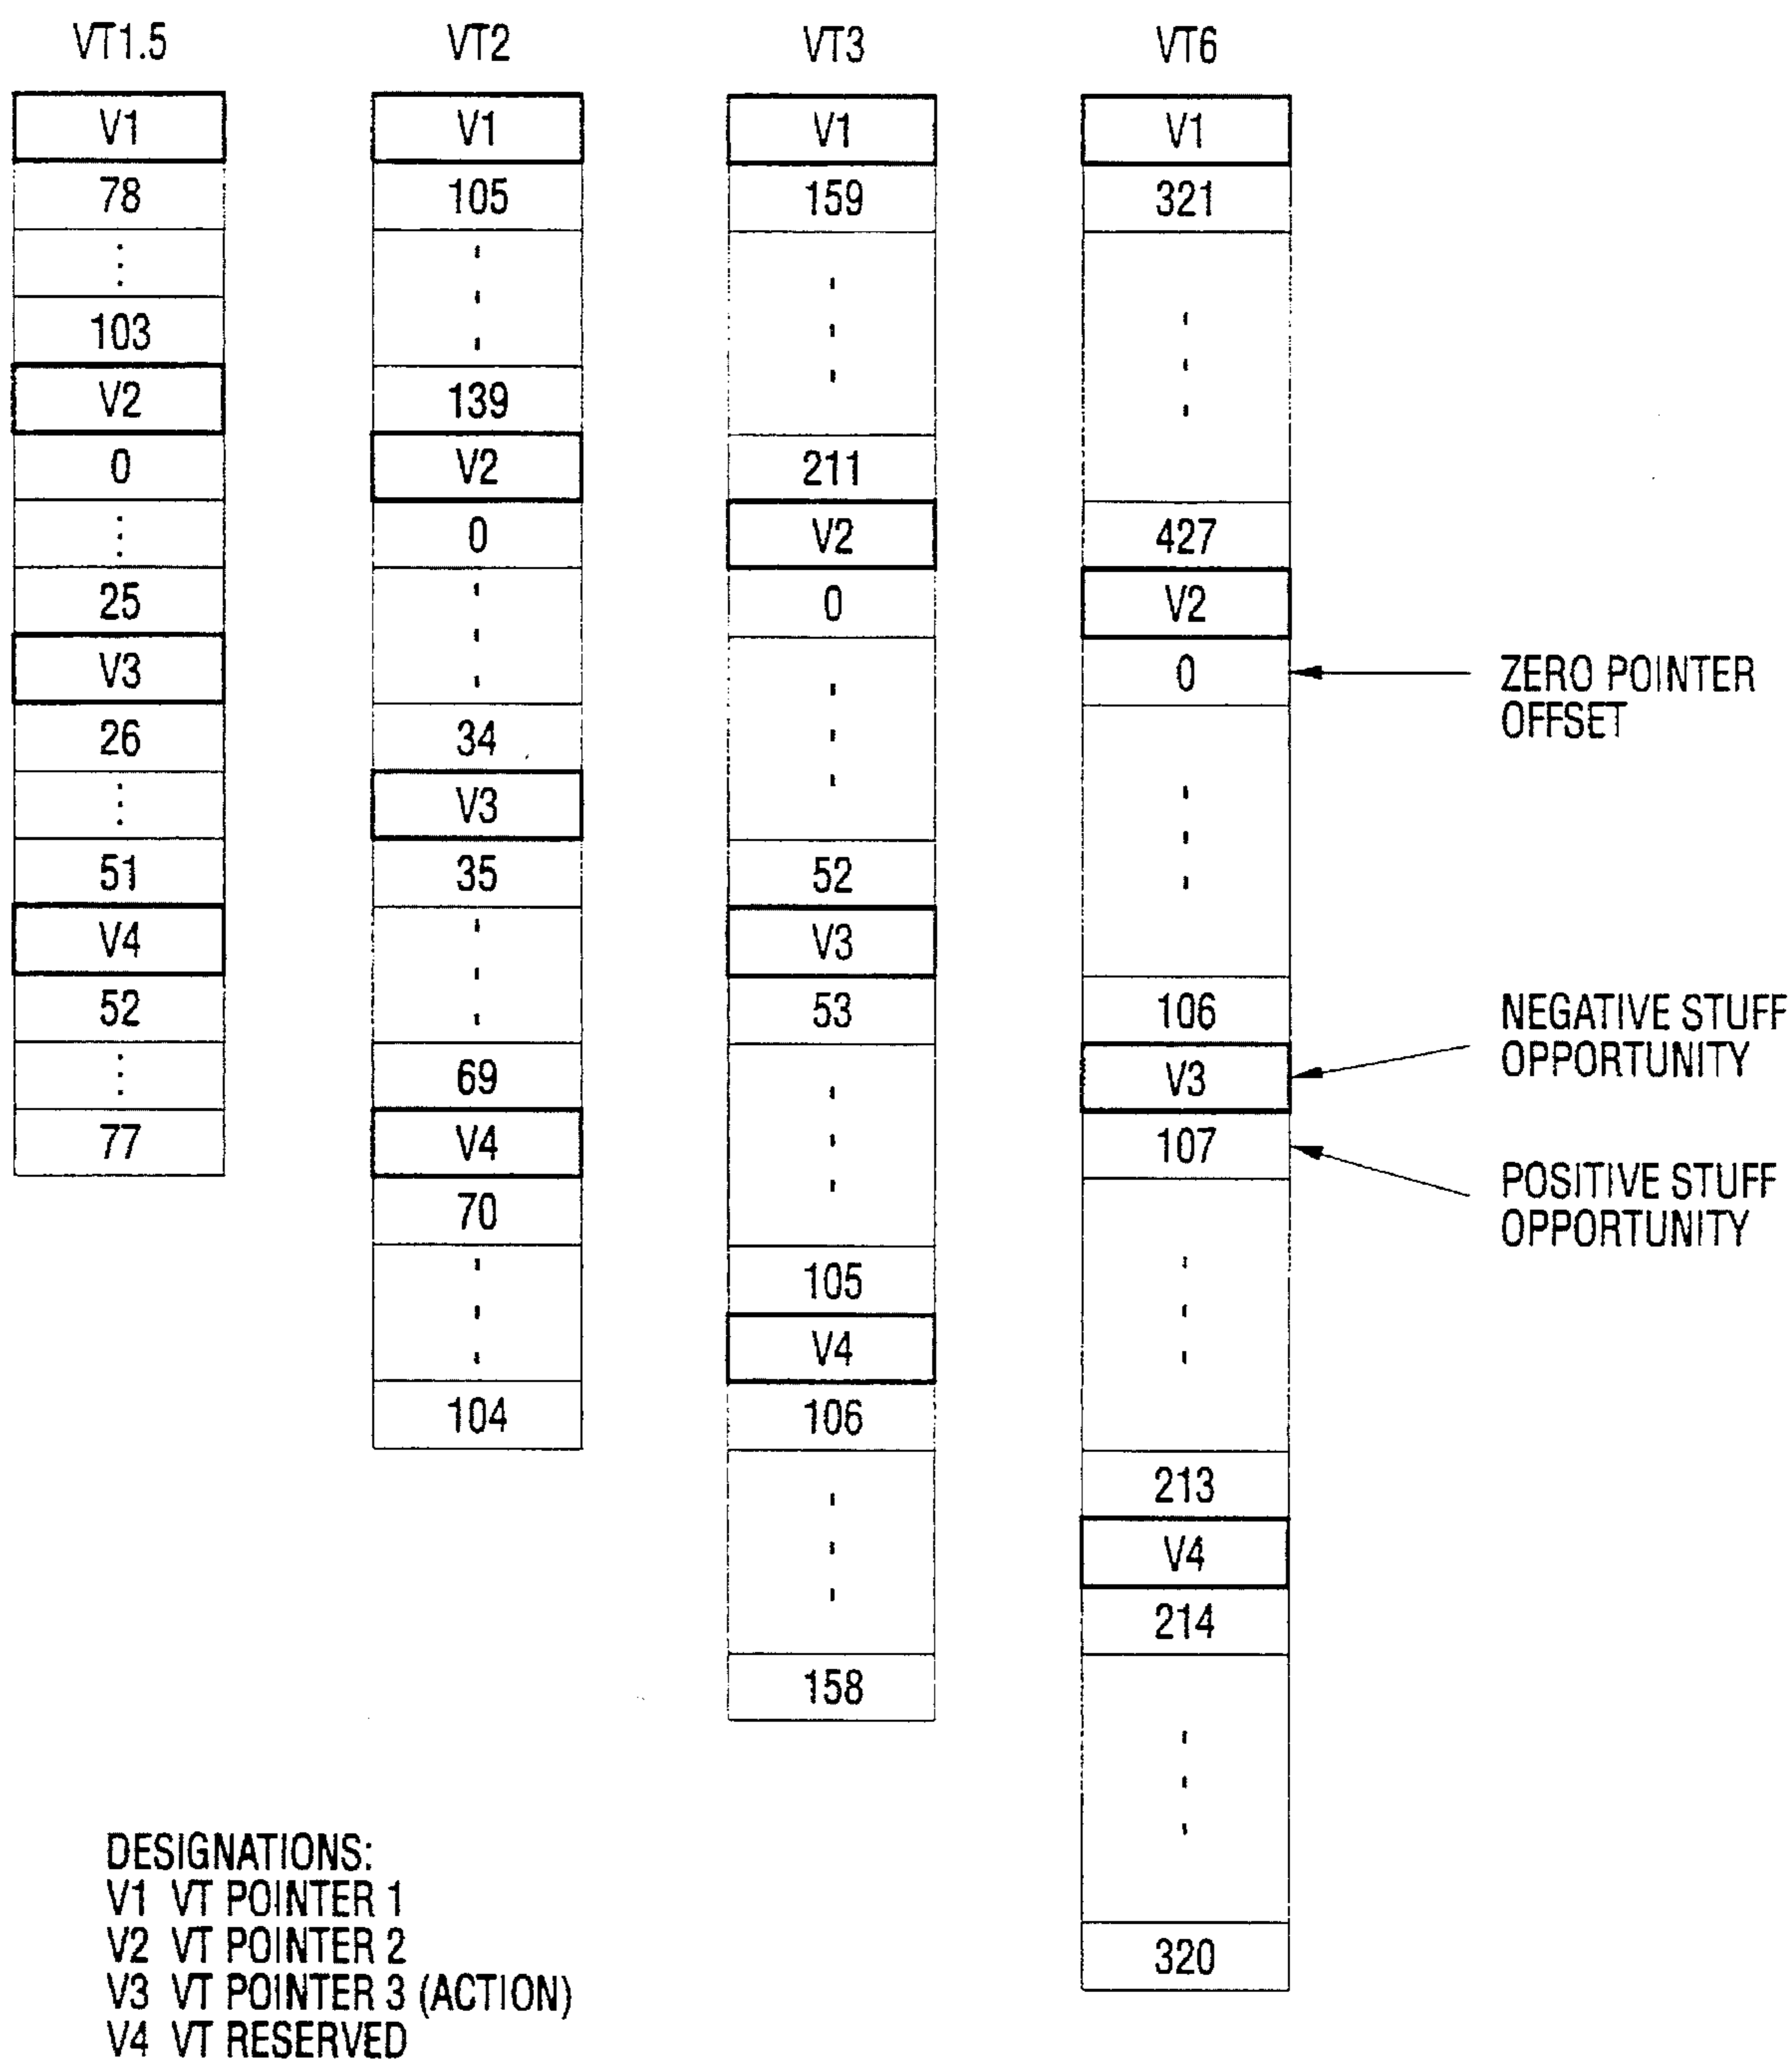 VT1.5 VT2 VT3 VT6
V1 V1 V1 V1
78 105 159 321
103
V2 139
0 V2 211
0 V2 427
25 0 V2
V3 0 ZERO POINTER
OFFSET
26 34
V3
51 35 52
V4 V3
52 53 106 NEGATIVE STUFF
OPPORTUNITY
69 V3
77 V4 107
70 POSITIVE STUFF
OPPORTUNITY
105
V4
104 106
213
V4
214
158
320
DESIGNATIONS:
V1 VT POINTER 1
V2 VT POINTER 2
V3 VT POINTER 3 (ACTION)
V4 VT RESERVED